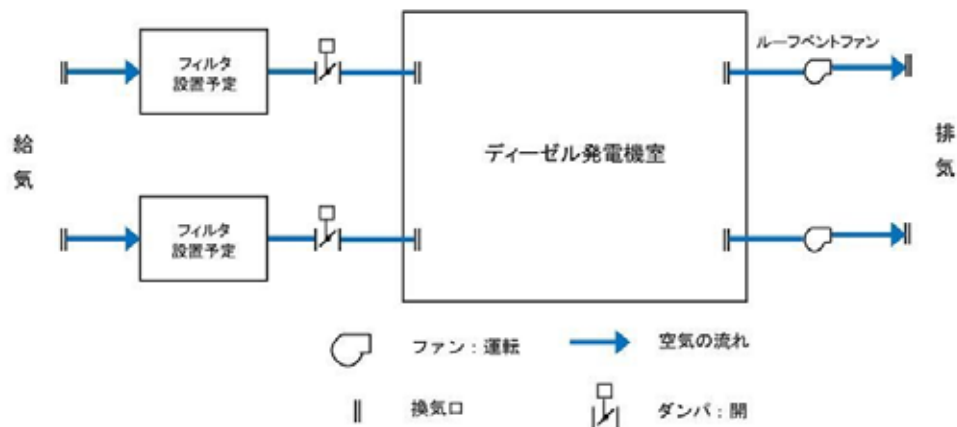 ルーフベントファン
フィルタ
設置予定
給気
ディーゼル発電機室
排気
フィルタ
設置予定
ファン：運転
空気の流れ
換気口
ダンパ：開